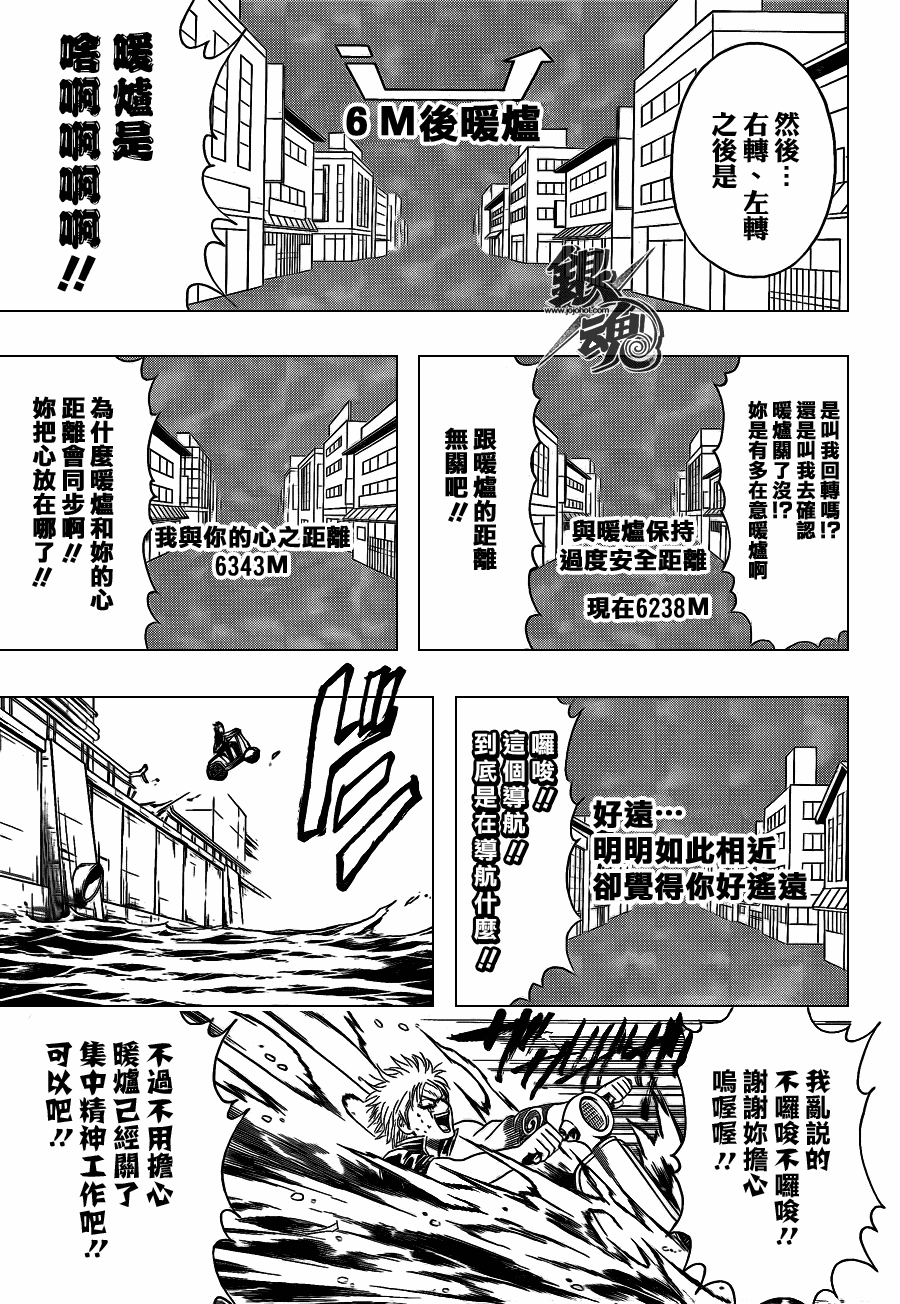 然後…
右轉、左轉
之後是
6M後暖爐
暖爐是
啥啊啊啊啊!!
銀魂
www.jojohot.com
是叫我回轉嗎!?
還是叫我去確認
暖爐關了沒!?
妳是有多在意暖爐啊
與暖爐保持
過度安全距離
現在6238M
跟暖爐的距離
無關吧!!
我與你的心之距離
6343M
為什麼暖爐和妳的心
距離會同步啊!!
妳把心放在哪了!!
好遠…
明明如此相近
卻覺得你好遙遠
囉唆!!
這個導航!!
到底是在導航什麼!!
ド
我亂說的
不囉唆不囉唆!!
謝謝妳擔心
嗚喔喔!!
不過不用擔心
暖爐已經關了
集中精神工作吧!!
可以吧!!